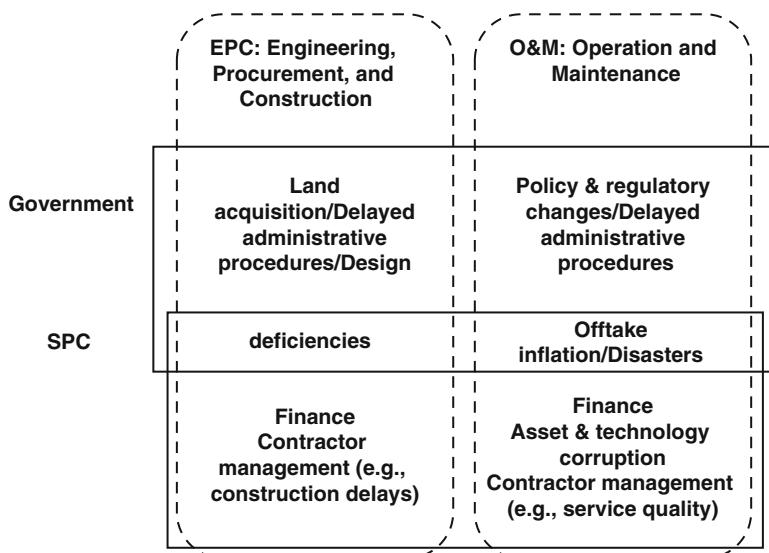 EPC: Engineering,
Procurement, and
Construction
O&M: Operation and
Maintenance
Government
Land
acquisition/Delayed
administrative
procedures/Design
Policy & regulatory
changes/Delayed
administrative
procedures
SPC
deficiencies
Offtake
inflation/Disasters
Finance
Contractor
management (e.g.,
construction delays)
Finance
Asset & technology
corruption
Contractor management
(e.g., service quality)